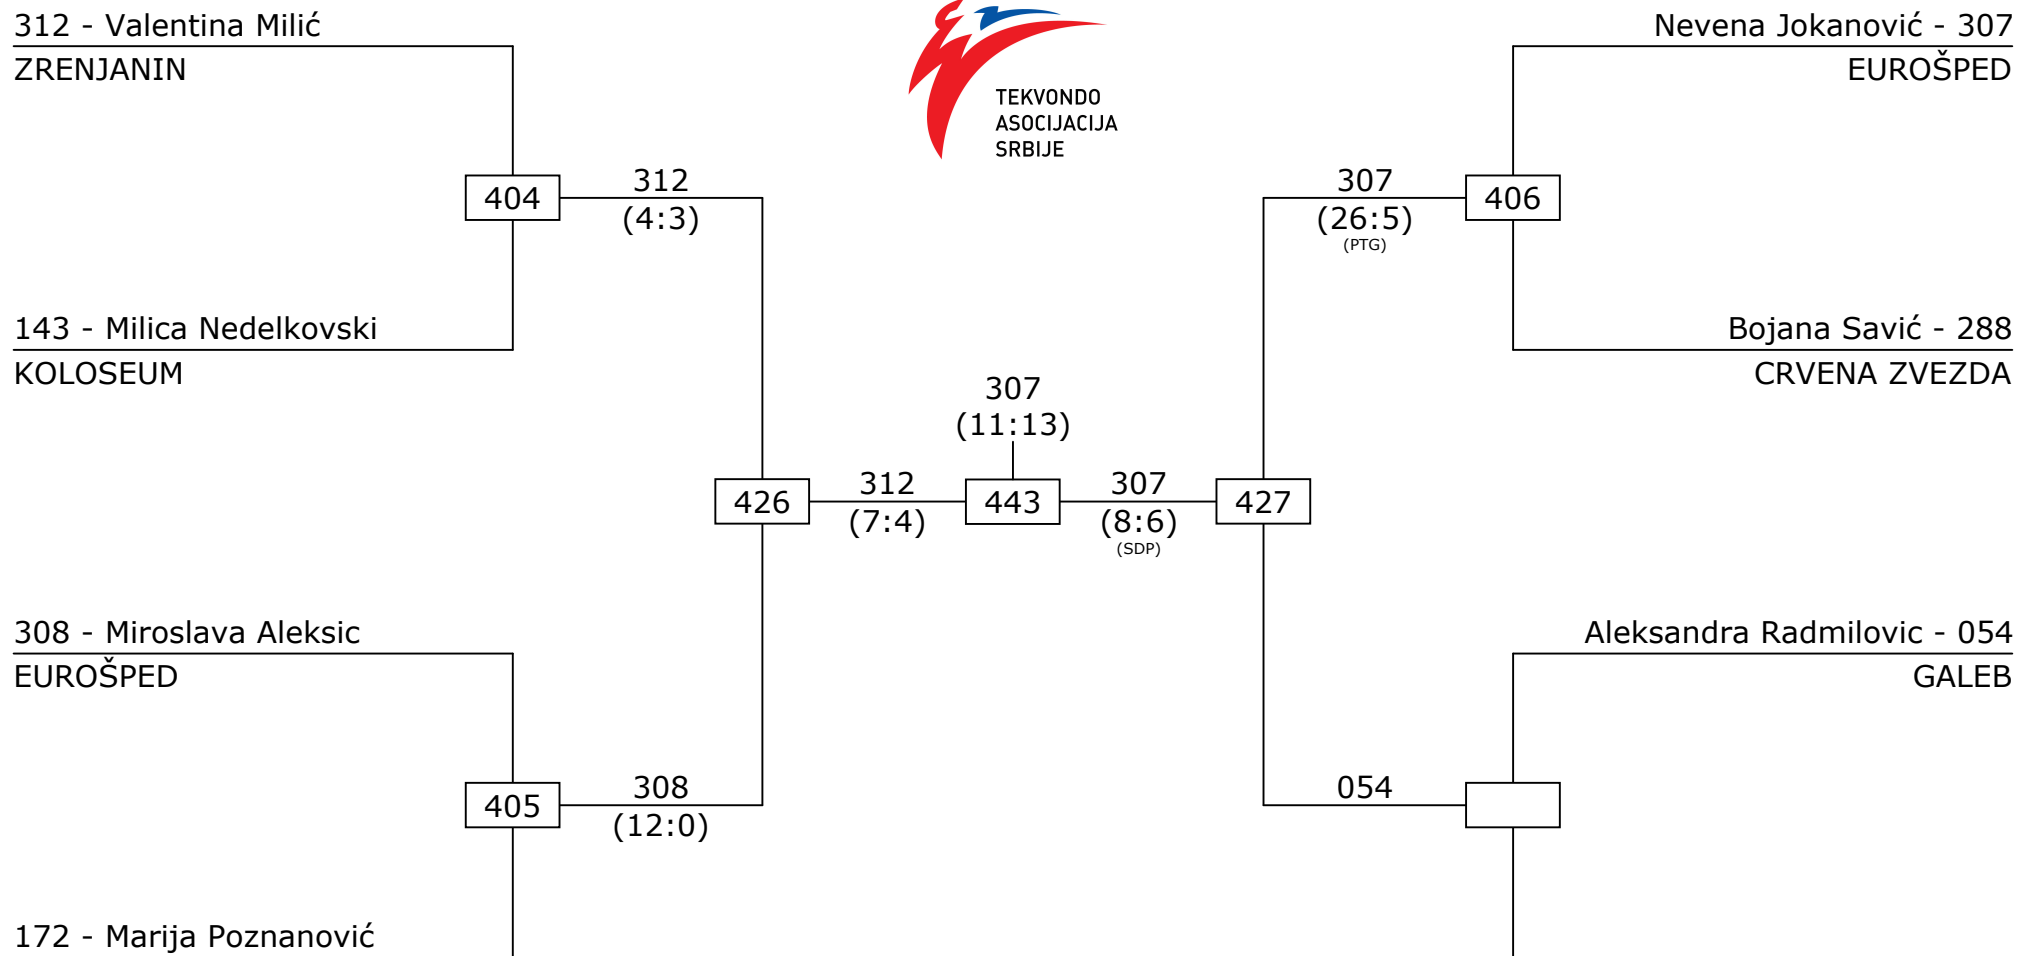 312 - Valentina Milić
ZRENJANIN
Nevena Jokanović - 307
EUROŠPED
TEKVONDO
ASOCIJACIJA
SRBIJE
404
312
(4:3)
307
(26:5)
(PTG)
406
143 - Milica Nedelkovski
KOLOSEUM
Bojana Savić - 288
CRVENA ZVEZDA
307
(11:13)
426
312
(7:4)
443
307
(8:6)
(SDP)
427
308 - Miroslava Aleksic
EUROŠPED
Aleksandra Radmilovic - 054
GALEB
405
308
(12:0)
054
172 - Marija Poznanović